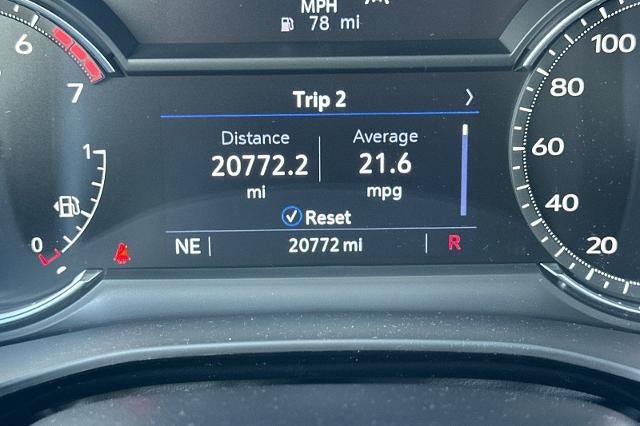 MPH
78 mi
6
7
1
0
Trip 2
Distance
20772.2
mi
Average
21.6
mpg
Reset
NE
20772 mi
R
100
80
60
40
20